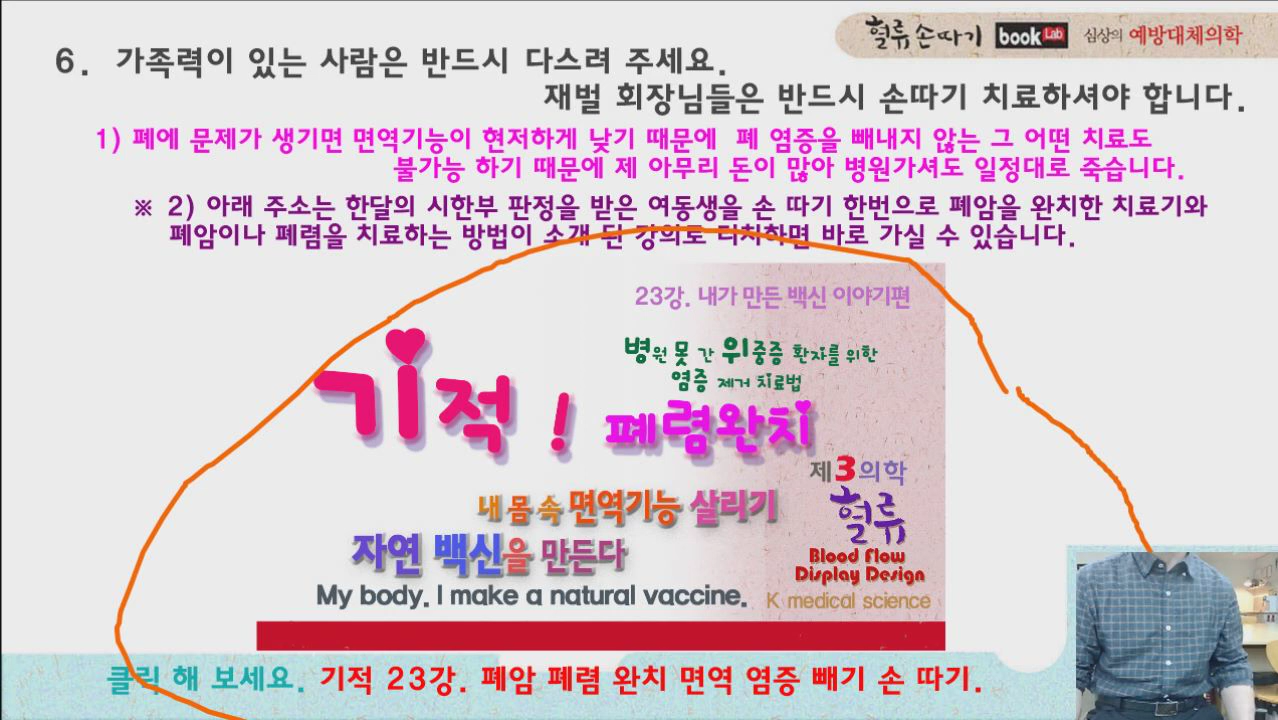 혈류 손따기 book Lab 심상의 예방대체의학
6. 가족력이 있는 사람은 반드시 다스려 주세요.
재벌 회장님들은 반드시 손따기 치료하셔야 합니다.
1) 폐에 문제가 생기면 면역기능이 현저하게 낮기 때문에 폐 염증을 빼내지 않는 그 어떤 치료도
불가능 하기 때문에 제 아무리 돈이 많아 병원가셔도 일정대로 죽습니다.
※ 2) 아래 주소는 한달의 시한부 판정을 받은 여동생을 손 따기 한번으로 폐암을 완치한 치료기와
폐암이나 폐렴을 치료하는 방법이 소개 된 강의로 터치하면 바로 가실 수 있습니다.
23강. 내가 만든 백신 이야기편
병원 못 간 위중증 환자를 위한
염증 제거 치료법
기적! 폐렴완치
제3의학
혈류
내 몸 속 면역기능 살리기
자연 백신을 만든다
Blood flow
Display Design
My body. I make a natural vaccine.
K medical science
클릭 해 보세요. 기적 23강. 폐암 폐렴 완치 면역 염증 빼기 손 따기.